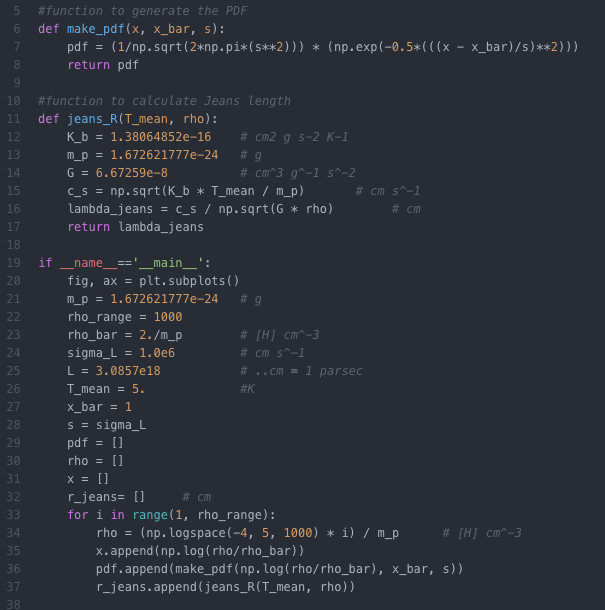 5 #function to generate the PDF
6 def make_pdf(x, x_bar, s):
7     pdf = (1/np.sqrt(2*np.pi*(s**2))) * (np.exp(-0.5*(((x - x_bar)/s)**2)))
8     return pdf
9
10 #function to calculate Jeans length
11 def jeans_R(T_mean, rho):
12     K_b = 1.38064852e-16    # cm2 g s-2 K-1
13     m_p = 1.672621777e-24   # g
14     G = 6.67259e-8          # cm^3 g^-1 s^-2
15     c_s = np.sqrt(K_b * T_mean / m_p)       # cm s^-1
16     lambda_jeans = c_s / np.sqrt(G * rho)        # cm
17     return lambda_jeans
18
19 if __name__=='__main__':
20     fig, ax = plt.subplots()
21     m_p = 1.672621777e-24   # g
22     rho_range = 1000
23     rho_bar = 2./m_p        # [H] cm^-3
24     sigma_L = 1.0e6         # cm s^-1
25     L = 3.0857e18           # ..cm = 1 parsec
26     T_mean = 5.             #K
27     x_bar = 1
28     s = sigma_L
29     pdf = []
30     rho = []
31     x = []
32     r_jeans= []     # cm
33     for i in range(1, rho_range):
34         rho = (np.logspace(-4, 5, 1000) * i) / m_p      # [H] cm^-3
35         x.append(np.log(rho/rho_bar))
36         pdf.append(make_pdf(np.log(rho/rho_bar), x_bar, s))
37         r_jeans.append(jeans_R(T_mean, rho))
38